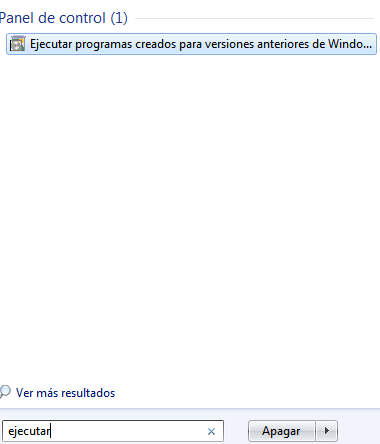 Panel de control (1)
Ejecutar programas creados para versiones anteriores de Windo...
Ver más resultados
ejecutar
Apagar